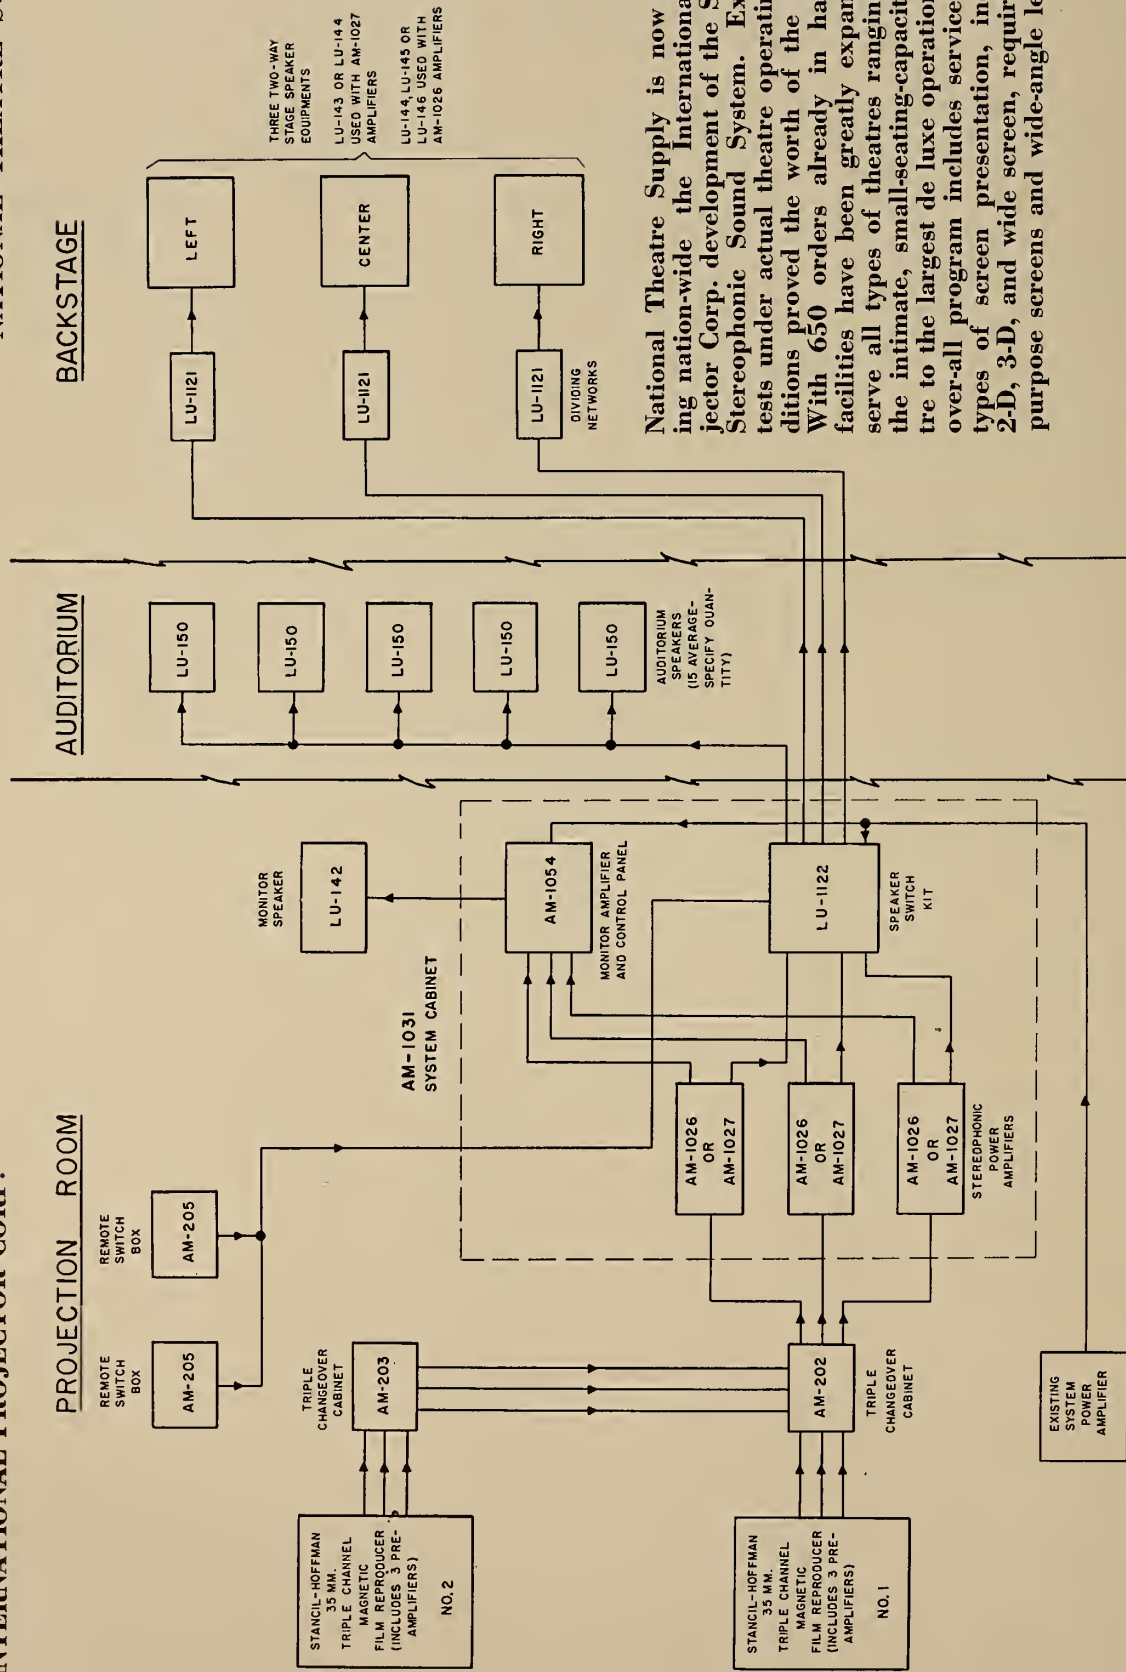 INTERNATIONAL PROJECTOR CORP.
PROJECTION ROOM
AUDITORIUM
BACKSTAGE
REMOTE
SWITCH
BOX
AM-205
REMOTE
SWITCH
BOX
AM-205
TRIPLE
CHANGEOVER
CABINET
AM-203
STANCIL-HOFFMAN
35 MM.
TRIPLE CHANNEL
MAGNETIC
FILM REPRODUCER
(INCLUDES 3 PRE-
AMPLIFIERS)
NO.2
STANCIL-HOFFMAN
35 MM.
TRIPLE CHANNEL
MAGNETIC
FILM REPRODUCER
(INCLUDES 3 PRE-
AMPLIFIERS)
NO.1
AM-202
TRIPLE
CHANGEOVER
CABINET
EXISTING
SYSTEM
POWER
AMPLIFIER
AM-1031
SYSTEM CABINET
AM-1026
OR
AM-1027
AM-1026
OR
AM-1027
AM-1026
OR
AM-1027
STEREOPHONIC
POWER
AMPLIFIERS
MONITOR
SPEAKER
LU-142
AM-1054
MONITOR AMPLIFIER
AND CONTROL PANEL
LU-1122
SPEAKER
SWITCH
KIT
LU-150
LU-150
LU-150
LU-150
LU-150
AUDITORIUM
SPEAKERS
(15 AVERAGE-
SPECIFY QUAN-
TITY)
LU-1121
LEFT
LU-1121
CENTER
LU-1121
RIGHT
DIVIDING
NETWORKS
THREE TWO-WAY
STAGE SPEAKER
EQUIPMENTS
LU-143 OR LU-144
USED WITH AM-1027
AMPLIFIERS
LU-144, LU-145 OR
LU-146 USED WITH
AM-1026 AMPLIFIERS
National Theatre Supply is now
ing nation-wide the International
jector Corp. development of the
Stereophonic Sound System.
tests under actual theatre operatin
ditions proved the worth of the
With 650 orders already in
facilities have been greatly expan
serve all types of theatres ranging
the intimate, small-seating-capacit
tre to the largest de luxe operation
over-all program includes service
types of screen presentation, in
2-D, 3-D, and wide screen, requir
purpose screens and wide-angle